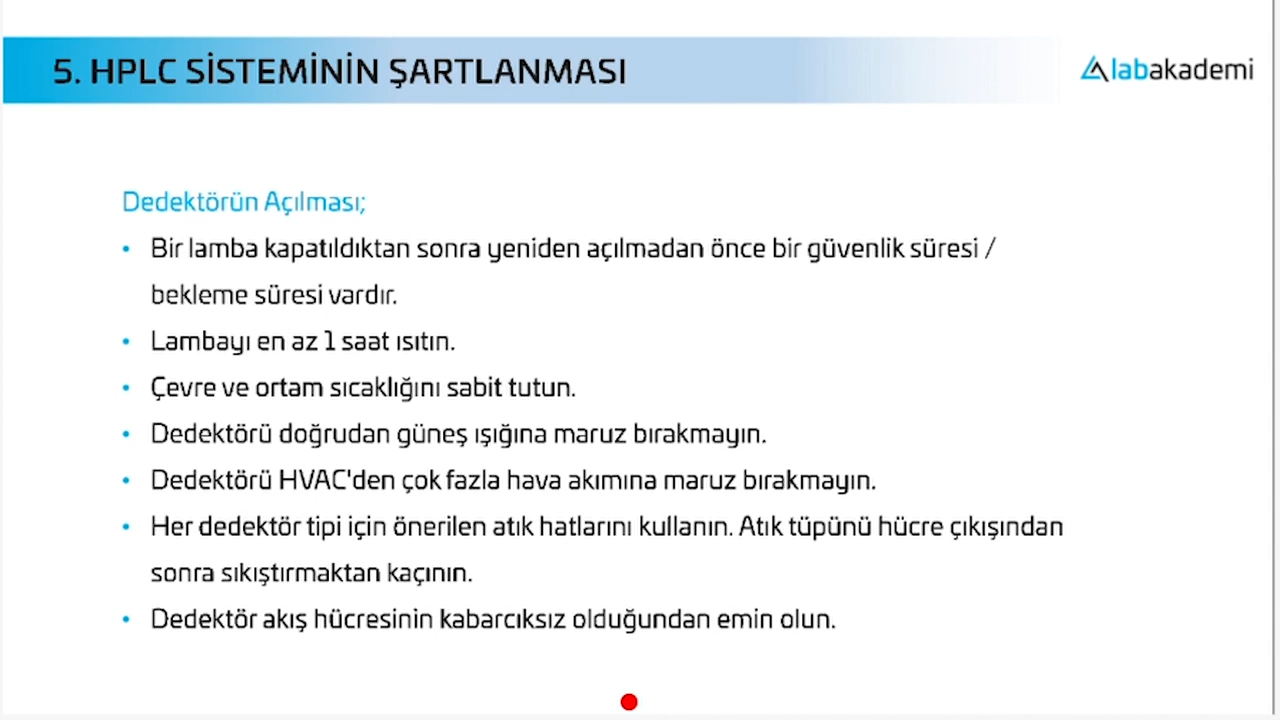 5. HPLC SİSTEMİNİN ŞARTLANMASI
labakademi
Dedektörün Açılması;
• Bir lamba kapatıldıktan sonra yeniden açılmadan önce bir güvenlik süresi /
bekleme süresi vardır.
• Lambayı en az 1 saat ısıtın.
• Çevre ve ortam sıcaklığını sabit tutun.
• Dedektörü doğrudan güneş ışığına maruz bırakmayın.
• Dedektörü HVAC'den çok fazla hava akımına maruz bırakmayın.
• Her dedektör tipi için önerilen atık hatlarını kullanın. Atık tüpünü hücre çıkışından
sonra sıkıştırmaktan kaçının.
• Dedektör akış hücresinin kabarcıksız olduğundan emin olun.